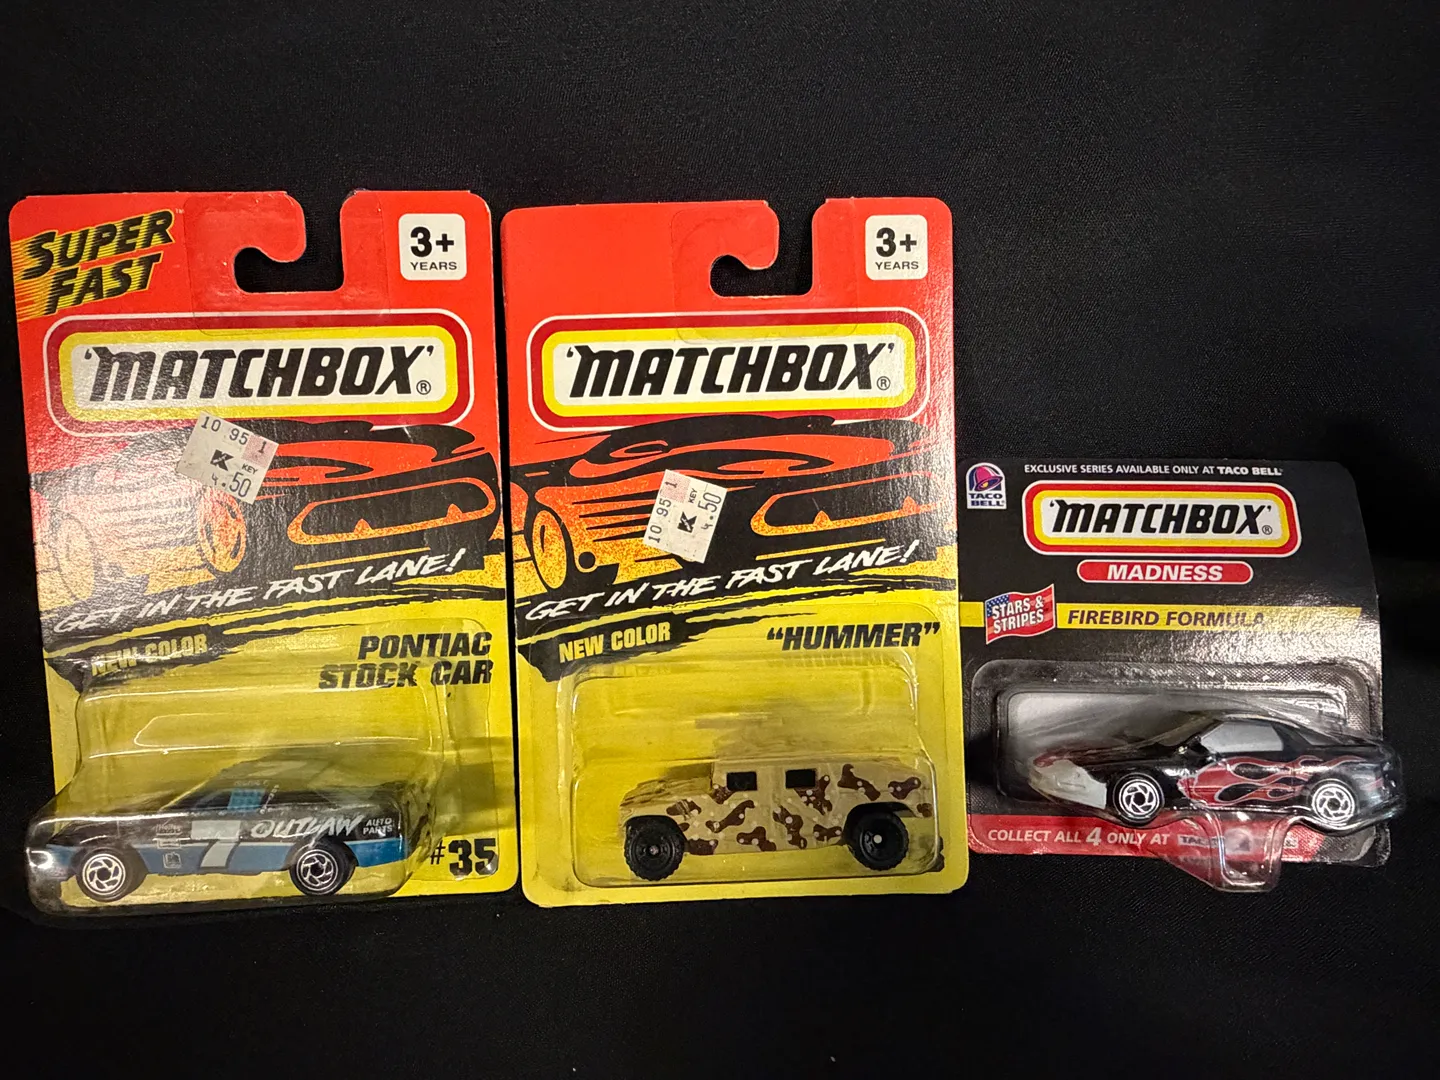 SUPER
FAST
3+
YEARS
'MATCHBOX'®
10 95 1
K KEY
4.50
GET IN THE FAST LANE!
NEW COLOR
PONTIAC
STOCK CAR
7
OUTLAW
AUTO
PARTS
#35
3+
YEARS
'MATCHBOX'®
10 95 1
K KEY
4.50
GET IN THE FAST LANE!
NEW COLOR
"HUMMER"
EXCLUSIVE SERIES AVAILABLE ONLY AT TACO BELL®
TACO
BELL
'MATCHBOX'®
MADNESS
STARS &
STRIPES
FIREBIRD FORMULA
COLLECT ALL 4 ONLY AT